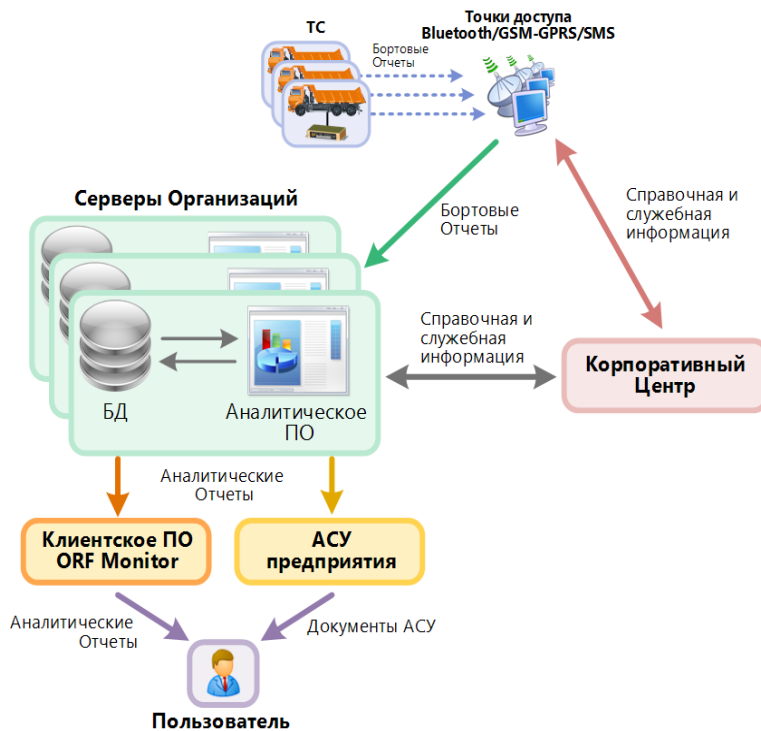 ТС
Точки доступа
Bluetooth/GSM-GPRS/SMS
Бортовые
Отчеты
Серверы Организаций
Бортовые
Отчеты
Справочная и
служебная
информация
Справочная и
служебная
информация
Корпоративный
Центр
БД
Аналитическое
ПО
Аналитические
Отчеты
Клиентское ПО
ORF Monitor
АСУ
предприятия
Аналитические
Отчеты
Документы АСУ
Пользователь